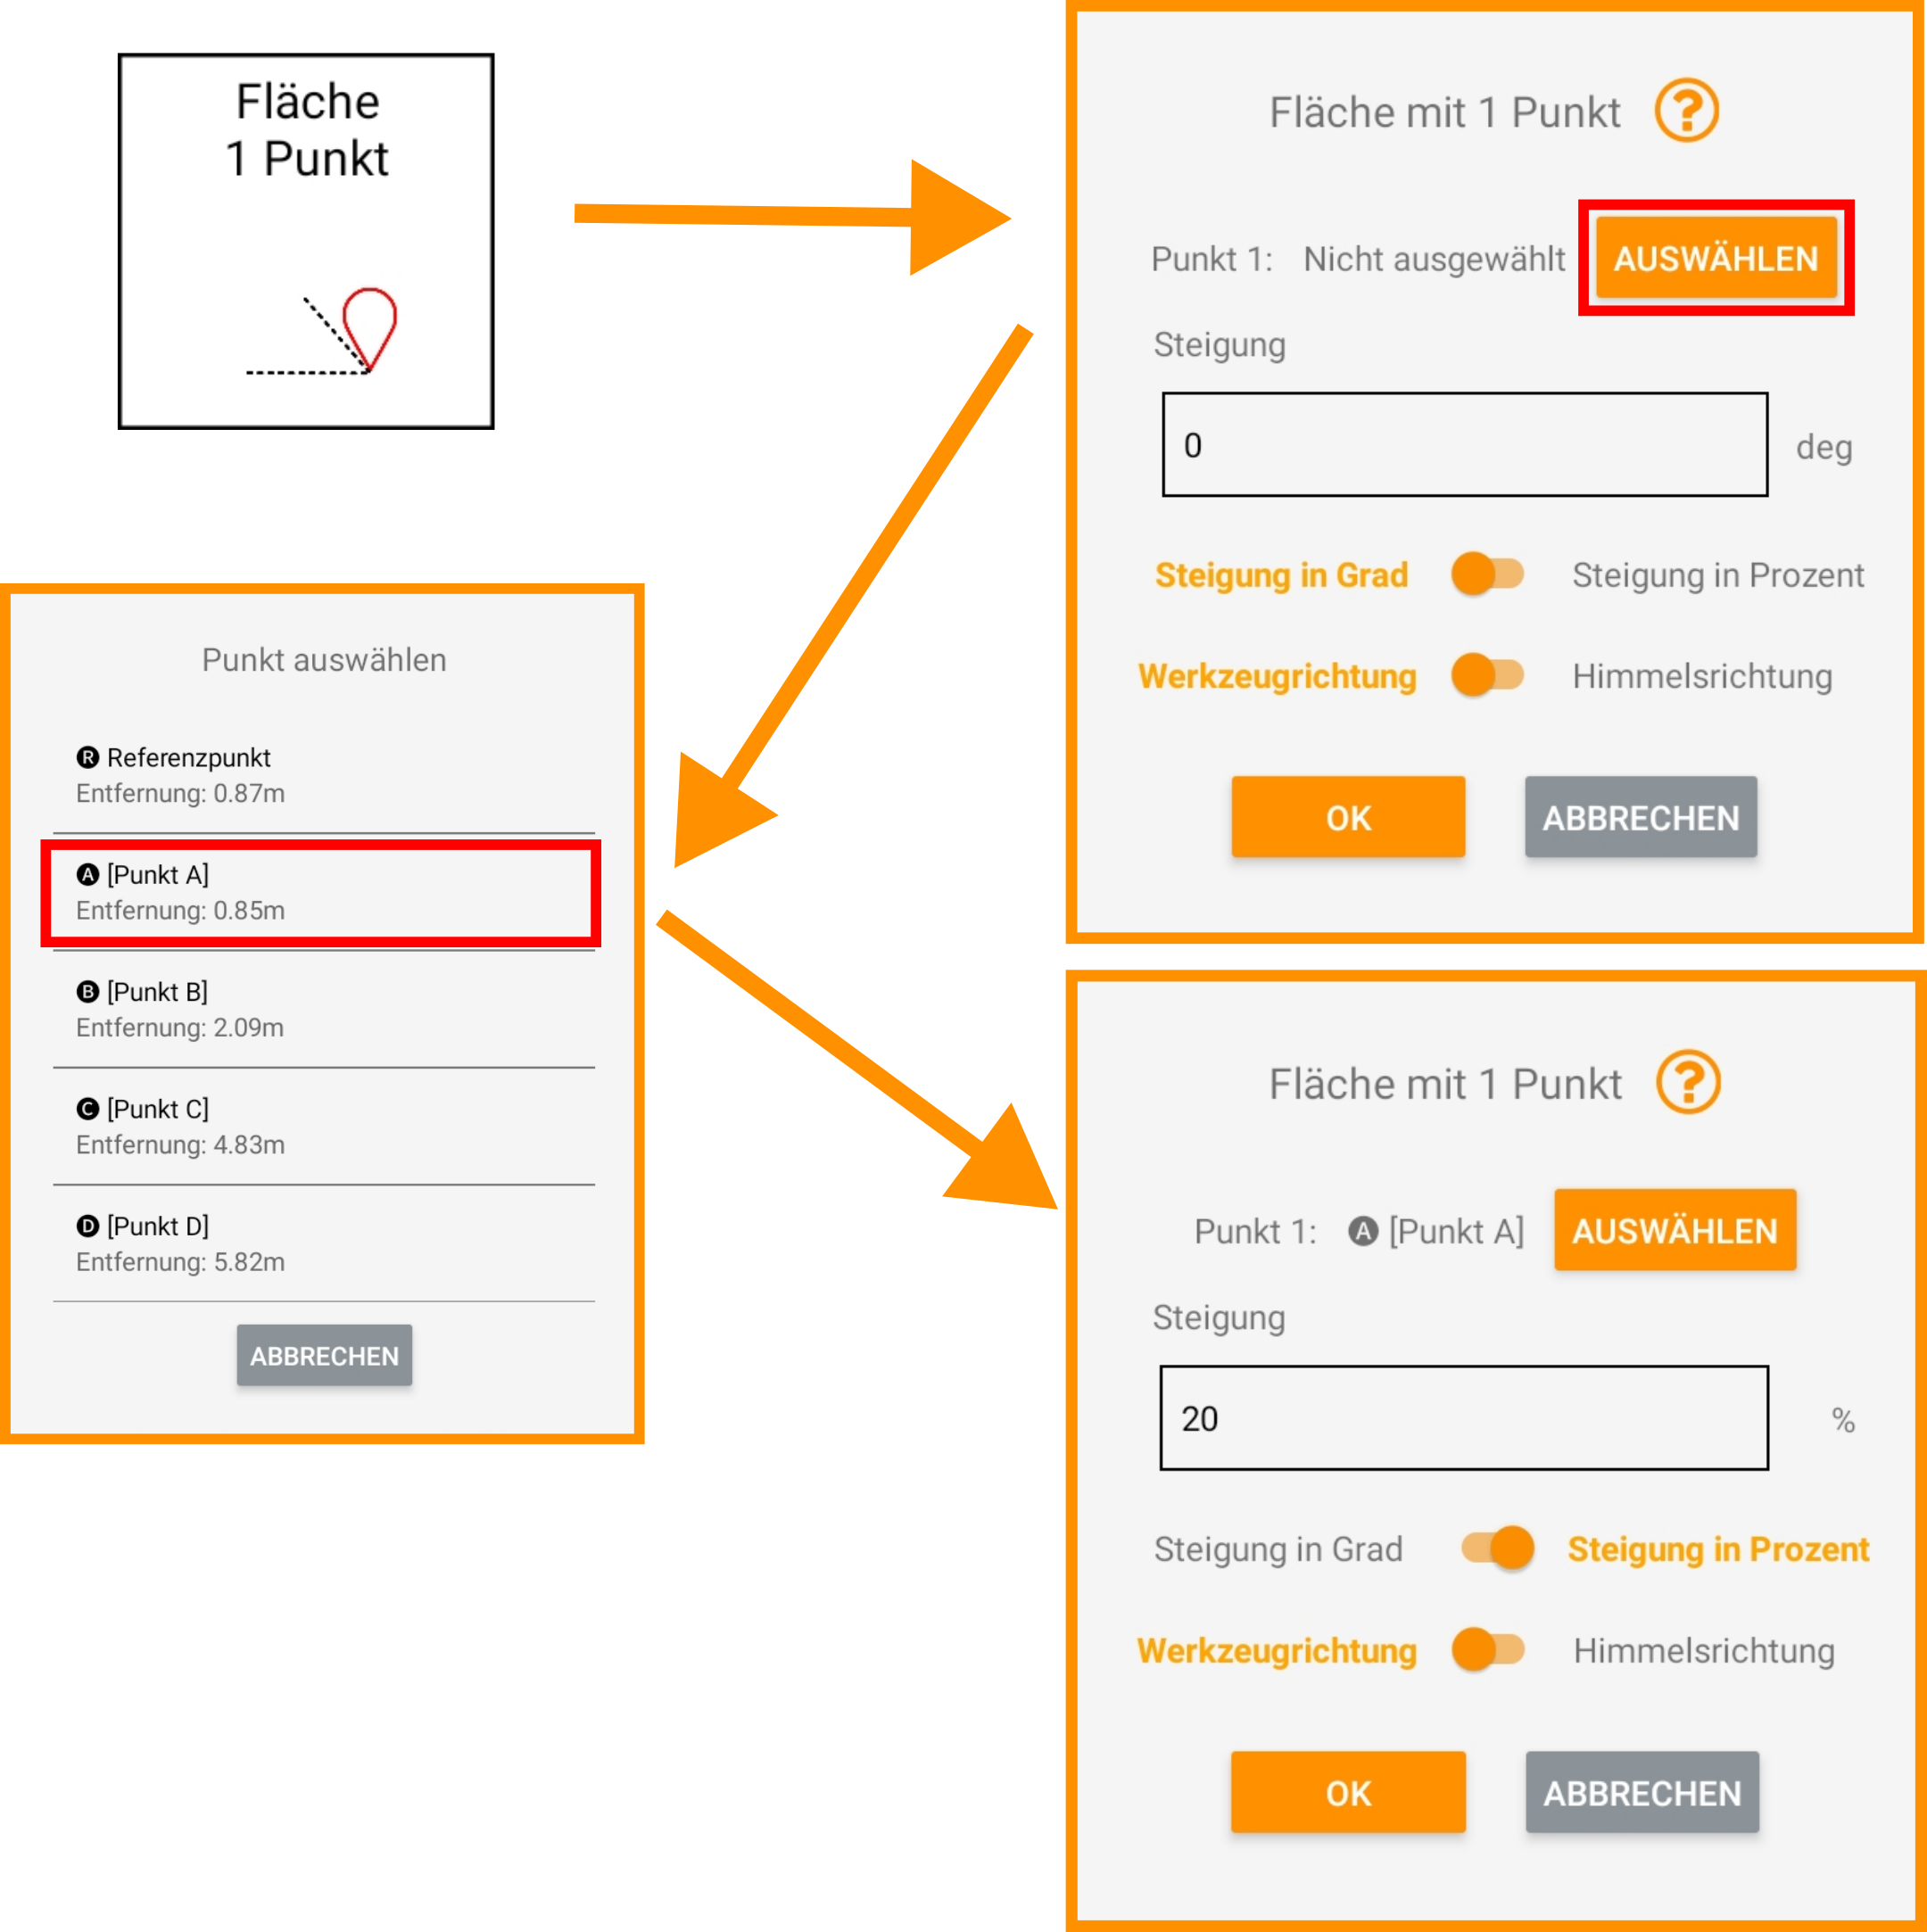 Fläche
1 Punkt
Fläche mit 1 Punkt ?
Punkt 1: Nicht ausgewählt AUSWÄHLEN
Steigung
0 deg
Steigung in Grad Steigung in Prozent
Werkzeugrichtung Himmelsrichtung
OK ABBRECHEN
Punkt auswählen
R Referenzpunkt
Entfernung: 0.87m
A [Punkt A]
Entfernung: 0.85m
B [Punkt B]
Entfernung: 2.09m
C [Punkt C]
Entfernung: 4.83m
D [Punkt D]
Entfernung: 5.82m
ABBRECHEN
Fläche mit 1 Punkt ?
Punkt 1: A [Punkt A] AUSWÄHLEN
Steigung
20 %
Steigung in Grad Steigung in Prozent
Werkzeugrichtung Himmelsrichtung
OK ABBRECHEN